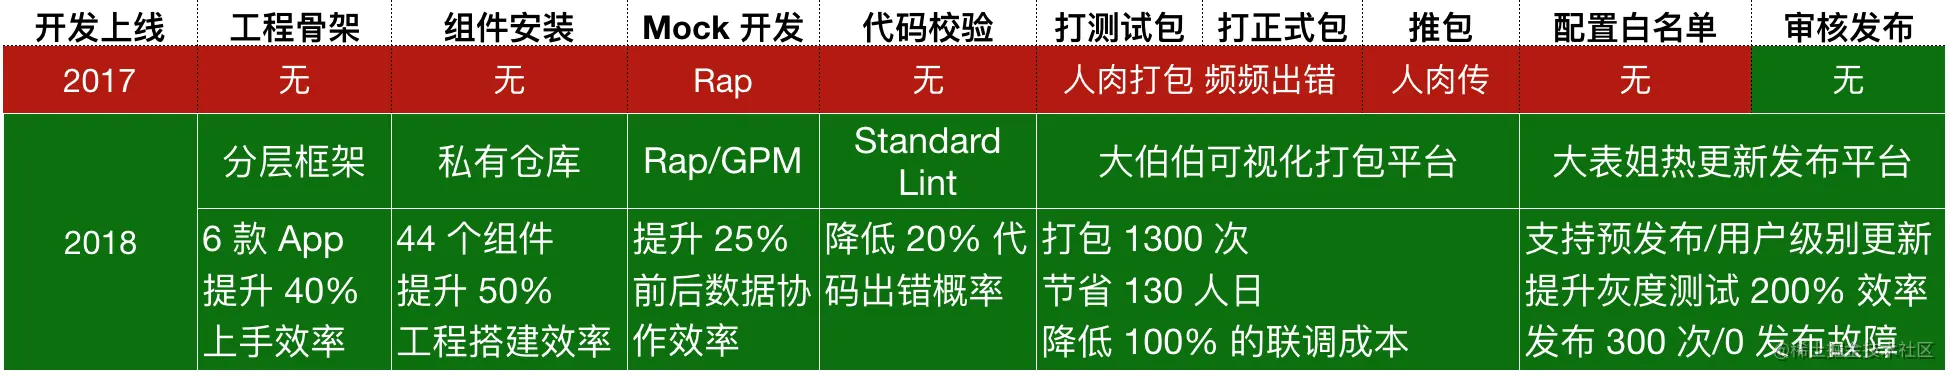 开发上线 工程骨架 组件安装 Mock 开发 代码校验 打测试包 打正式包 推包 配置白名单 审核发布
2017 无 无 Rap 无 人肉打包 频频出错 人肉传 无 无
2018
分层框架
私有仓库
Rap/GPM
Standard
Lint
大伯伯可视化打包平台
大表姐热更新发布平台
6 款 App
提升 40%
上手效率
44 个组件
提升 50%
工程搭建效率
提升 25%
前后数据协
作效率
降低 20% 代
码出错概率
打包 1300 次
节省 130 人日
降低 100% 的联调成本
支持预发布/用户级别更新
提升灰度测试 200% 效率
发布 300 次/0 发布故障
@稀土掘金技术社区